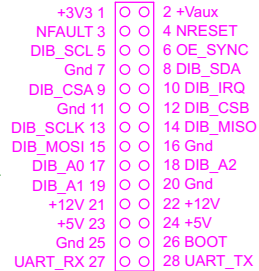 +3V3 1 2 +Vaux
NFAULT 3 4 NRESET
DIB_SCL 5 6 OE_SYNC
Gnd 7 8 DIB_SDA
DIB_CSA 9 10 DIB_IRQ
Gnd 11 12 DIB_CSB
DIB_SCLK 13 14 DIB_MISO
DIB_MOSI 15 16 Gnd
DIB_A0 17 18 DIB_A2
DIB_A1 19 20 Gnd
+12V 21 22 +12V
+5V 23 24 +5V
Gnd 25 26 BOOT
UART_RX 27 28 UART_TX